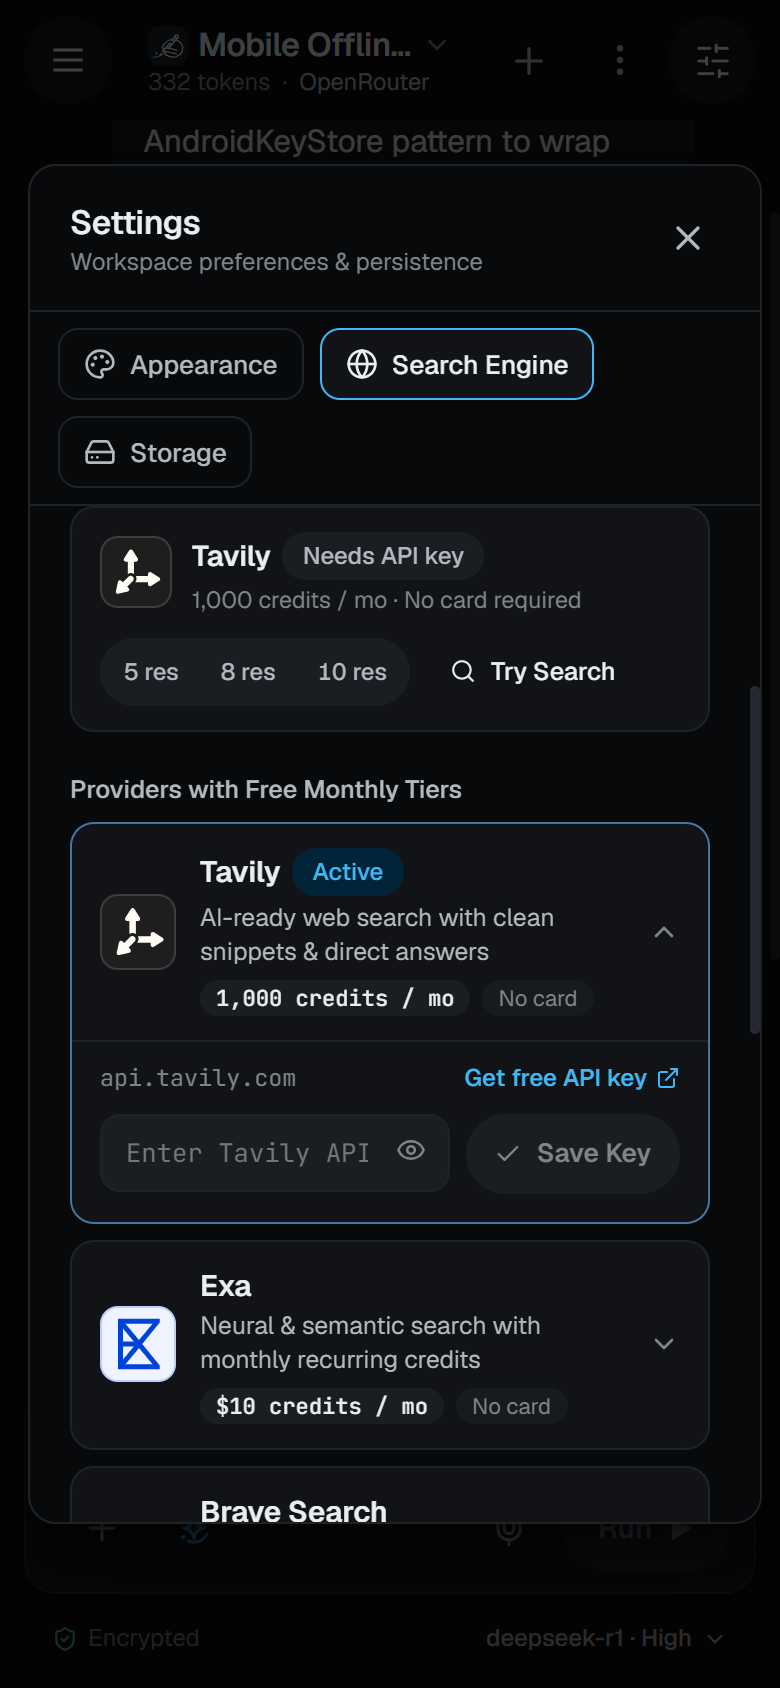 Mobile Offlin...
332 tokens · OpenRouter
AndroidKeyStore pattern to wrap
Settings
Workspace preferences & persistence
Appearance
Search Engine
Storage
Tavily
Needs API key
1,000 credits / mo · No card required
5 res
8 res
10 res
Try Search
Providers with Free Monthly Tiers
Tavily
Active
AI-ready web search with clean
snippets & direct answers
1,000 credits / mo
No card
api.tavily.com
Get free API key
Enter Tavily API
Save Key
Exa
Neural & semantic search with
monthly recurring credits
$10 credits / mo
No card
Brave Search
Run
Encrypted
deepseek-r1 · High